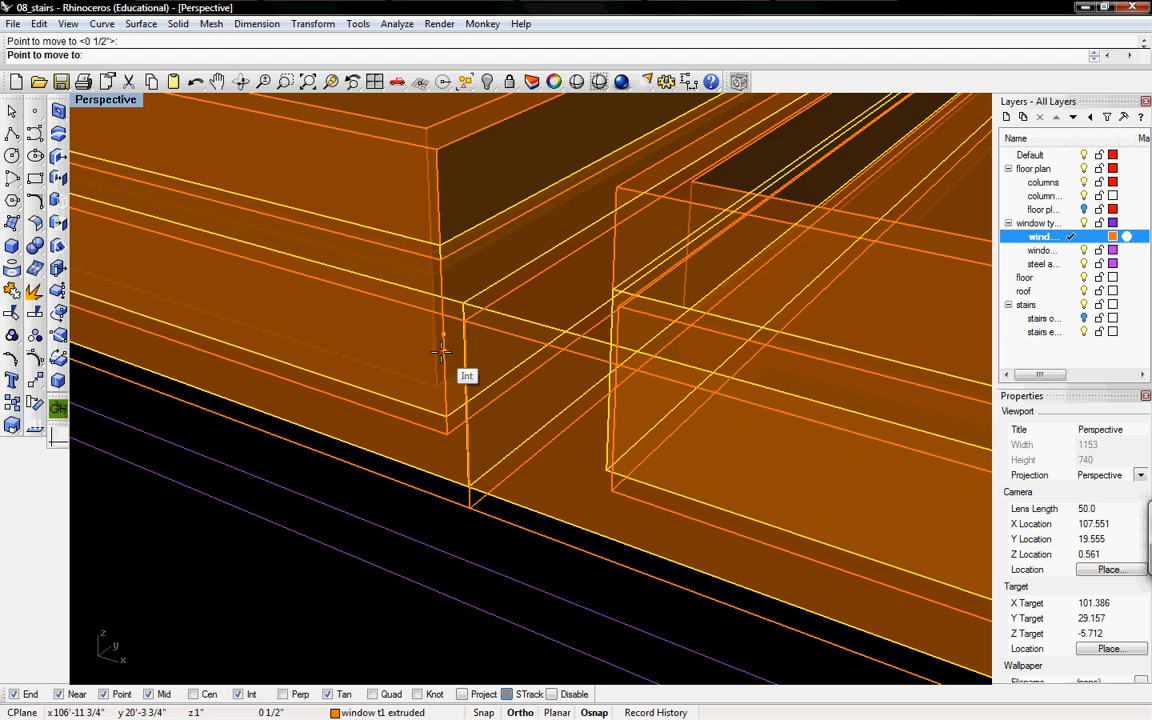 08_stairs - Rhinoceros (Educational) - [Perspective]
File Edit View Curve Surface Solid Mesh Dimension Transform Tools Analyze Render Monkey Help
Point to move to <0 1/2">:
Point to move to:
Perspective
Int
GH
Layers - All Layers
Name Ma
Default
floor plan
columns
column...
floor pl...
window ty...
wind...
windo...
steel a...
floor
roof
stairs
stairs o...
stairs e...
Properties
Viewport
Title Perspective
Width 1153
Height 740
Projection Perspective
Camera
Lens Length 50.0
X Location 107.551
Y Location 19.555
Z Location 0.561
Location Place...
Target
X Target 101.386
Y Target 29.157
Z Target -5.712
Location Place...
Wallpaper
z
y
x
End Near Point Mid Cen Int Perp Tan Quad Knot Project STrack Disable
CPlane x 106'-11 3/4" y 20'-3 3/4" z 1" 0 1/2" window t1 extruded Snap Ortho Planar Osnap Record History